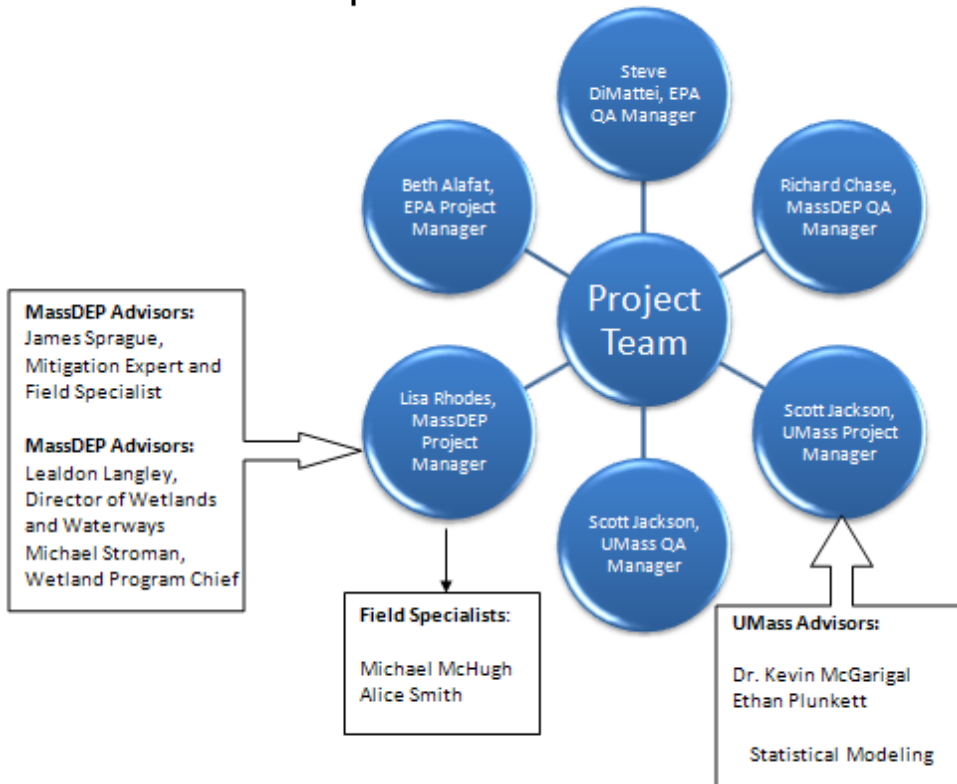 Steve
DiMattei, EPA
QA Manager
Beth Alafat,
EPA Project
Manager
Richard Chase,
MassDEP QA
Manager
Project
Team
MassDEP Advisors:
James Sprague,
Mitigation Expert and
Field Specialist
MassDEP Advisors:
Lealdon Langley,
Director of Wetlands
and Waterways
Michael Stroman,
Wetland Program Chief
Lisa Rhodes,
MassDEP
Project
Manager
Scott Jackson,
UMass Project
Manager
Scott Jackson,
UMass QA
Manager
Field Specialists:
Michael McHugh
Alice Smith
UMass Advisors:
Dr. Kevin McGarigal
Ethan Plunkett
Statistical Modeling